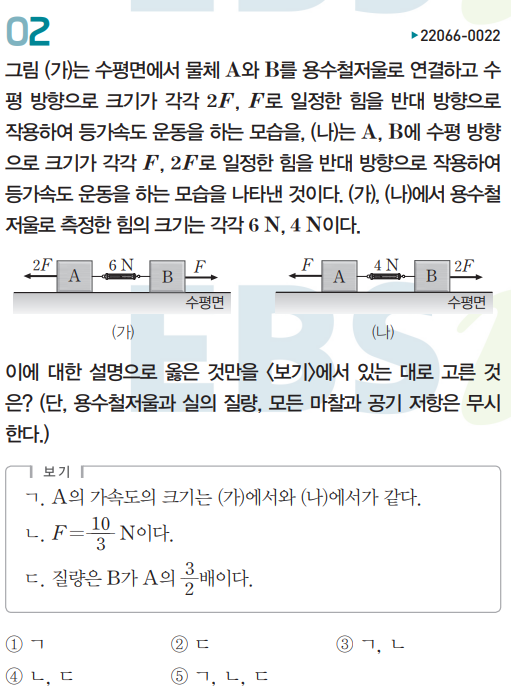 02
▶22066-0022
그림 (가)는 수평면에서 물체 A와 B를 용수철저울로 연결하고 수
평 방향으로 크기가 각각 2F, F로 일정한 힘을 반대 방향으로
작용하여 등가속도 운동을 하는 모습을, (나)는 A, B에 수평 방향
으로 크기가 각각 F, 2F로 일정한 힘을 반대 방향으로 작용하여
등가속도 운동을 하는 모습을 나타낸 것이다. (가), (나)에서 용수철
저울로 측정한 힘의 크기는 각각 6 N, 4 N이다.
2F A 6 N B F
수평면
(가)
F A 4 N B 2F
수평면
(나)
이에 대한 설명으로 옳은 것만을 <보기>에서 있는 대로 고른 것
은? (단, 용수철저울과 실의 질량, 모든 마찰과 공기 저항은 무시
한다.)
보기
ㄱ. A의 가속도의 크기는 (가)에서와 (나)에서가 같다.
ㄴ. F=10/3 N이다.
ㄷ. 질량은 B가 A의 3/2배이다.
① ㄱ ② ㄷ ③ ㄱ, ㄴ
④ ㄴ, ㄷ ⑤ ㄱ, ㄴ, ㄷ
EBS